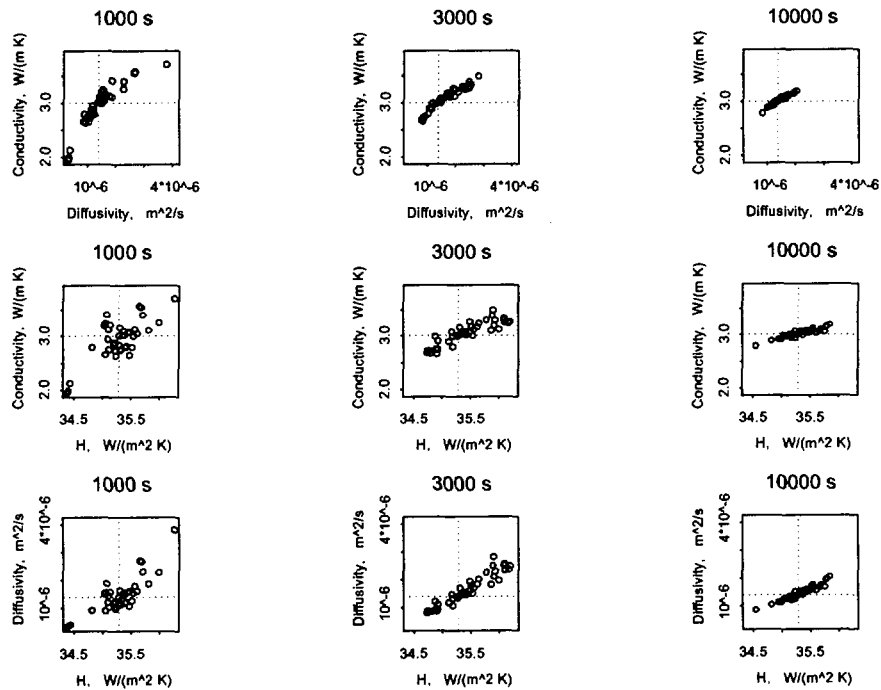 1000 s
3000 s
10000 s
Conductivity, W/(m K)
2.0
3.0
10^-6
4*10^-6
Diffusivity, m^2/s
Conductivity, W/(m K)
2.0
3.0
10^-6
4*10^-6
Diffusivity, m^2/s
Conductivity, W/(m K)
2.0
3.0
10^-6
4*10^-6
Diffusivity, m^2/s
1000 s
3000 s
10000 s
Conductivity, W/(m K)
2.0
3.0
34.5
35.5
H, W/(m^2 K)
Conductivity, W/(m K)
2.0
3.0
34.5
35.5
H, W/(m^2 K)
Conductivity, W/(m K)
2.0
3.0
34.5
35.5
H, W/(m^2 K)
1000 s
3000 s
10000 s
Diffusivity, m^2/s
10^-6
4*10^-6
34.5
35.5
H, W/(m^2 K)
Diffusivity, m^2/s
10^-6
4*10^-6
34.5
35.5
H, W/(m^2 K)
Diffusivity, m^2/s
10^-6
4*10^-6
34.5
35.5
H, W/(m^2 K)